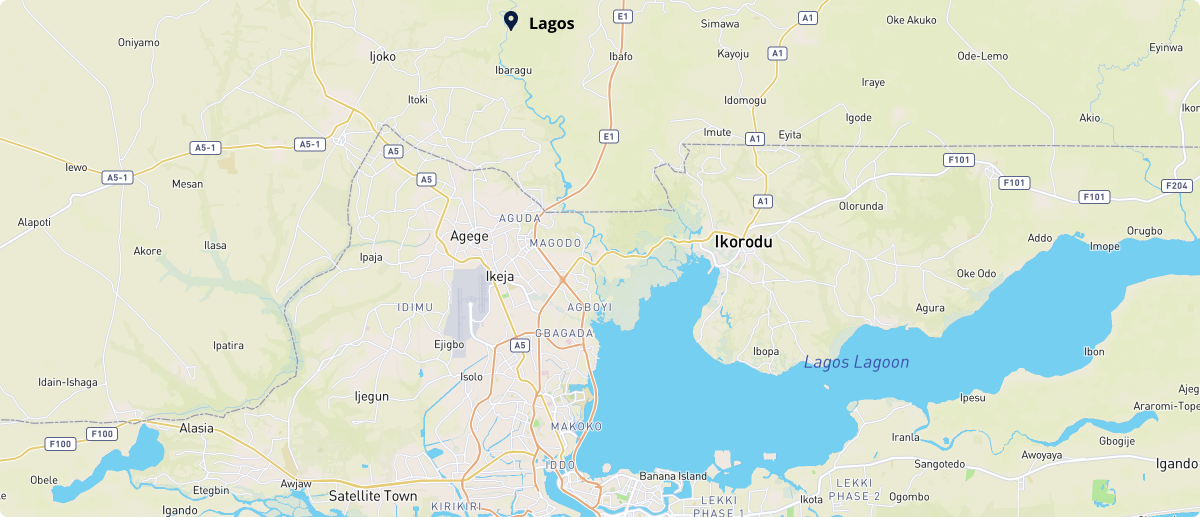 Lagos
E1
Simawa
A1
Oke Akuko
Oniyamo
Ijoko
Ibafo
Kayoju
A1
Ode-Lemo
Eyinwa
Ibaragu
Itoki
Idomogu
Iraye
Ikon
Igode
Akio
E1
Imute
A1
Eyita
A5-1
A5-1
A5
Iewo
A5-1
Mesan
A5
F101
F101
F101
F204
A1
Olorunda
Alapoti
AGUDA
Akore
Ilasa
Agege
MAGODO
Ikorodu
Addo
Orugbo
Imope
Ipaja
Ikeja
Oke Odo
IDIMU
AGBOYI
Agura
GBAGADA
Ipatira
Ejigbo
A5
Ibopa
Lagos Lagoon
Ibon
Idain-Ishaga
Isolo
Ijegun
Ipesu
Ajeg
Araromi-Tope
F100
F100
Alasia
MAKOKO
Iranla
Gbogije
Obele
IDDO
Banana Island
Awoyaya
Sangotedo
Igando
Etegbin
Awjaw
Satellite Town
LEKKI
PHASE 2
Ikota
Ogombo
Igando
KIRIKIRI
LEKKI
PHASE 1